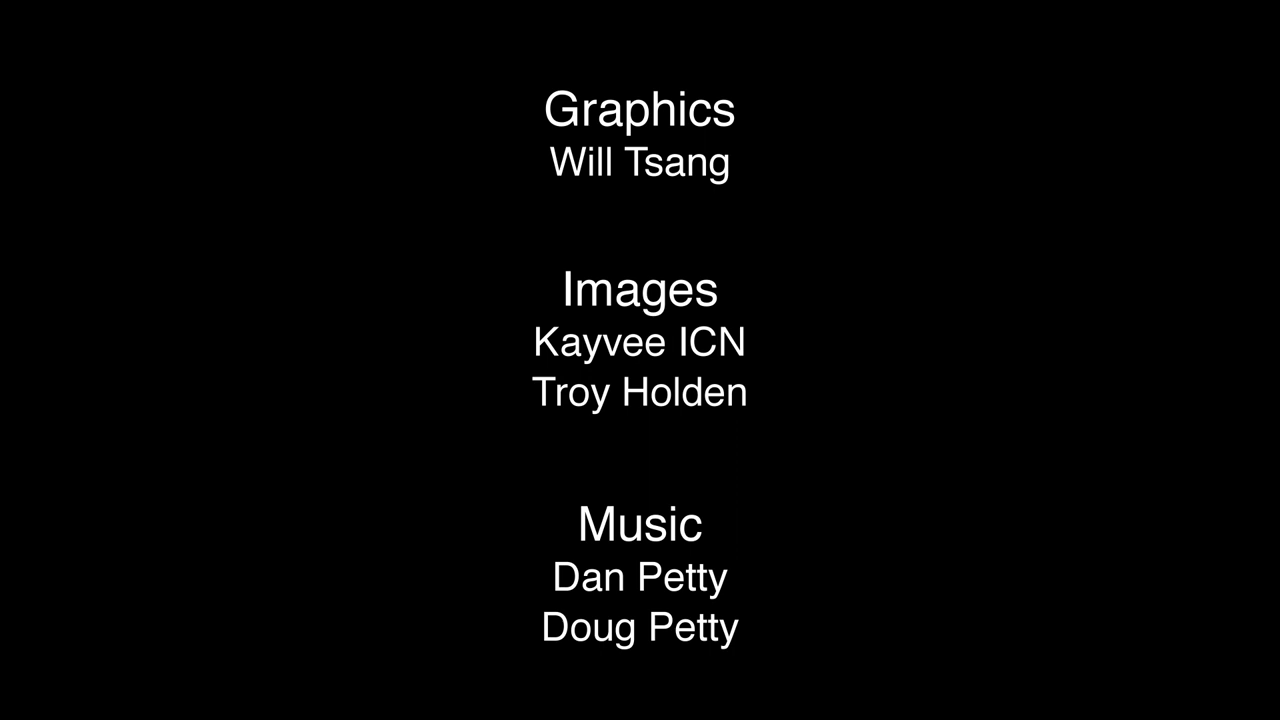 Graphics
Will Tsang
Images
Kayvee ICN
Troy Holden
Music
Dan Petty
Doug Petty